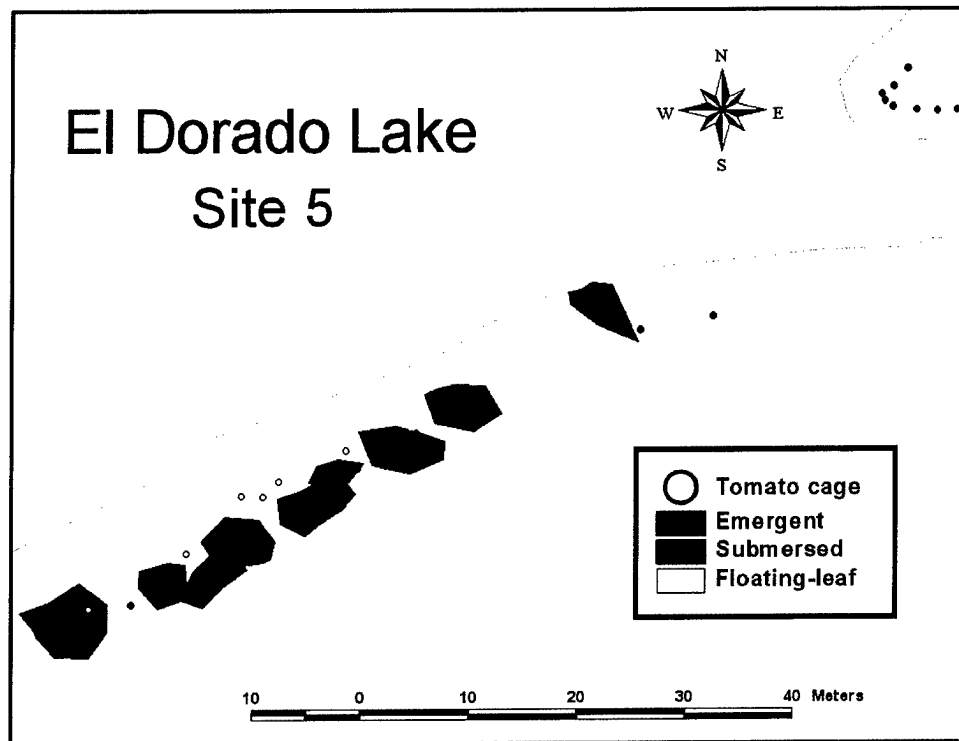 El Dorado Lake
Site 5
N
W E
S
Tomato cage
Emergent
Submersed
Floating-leaf
10 0 10 20 30 40 Meters